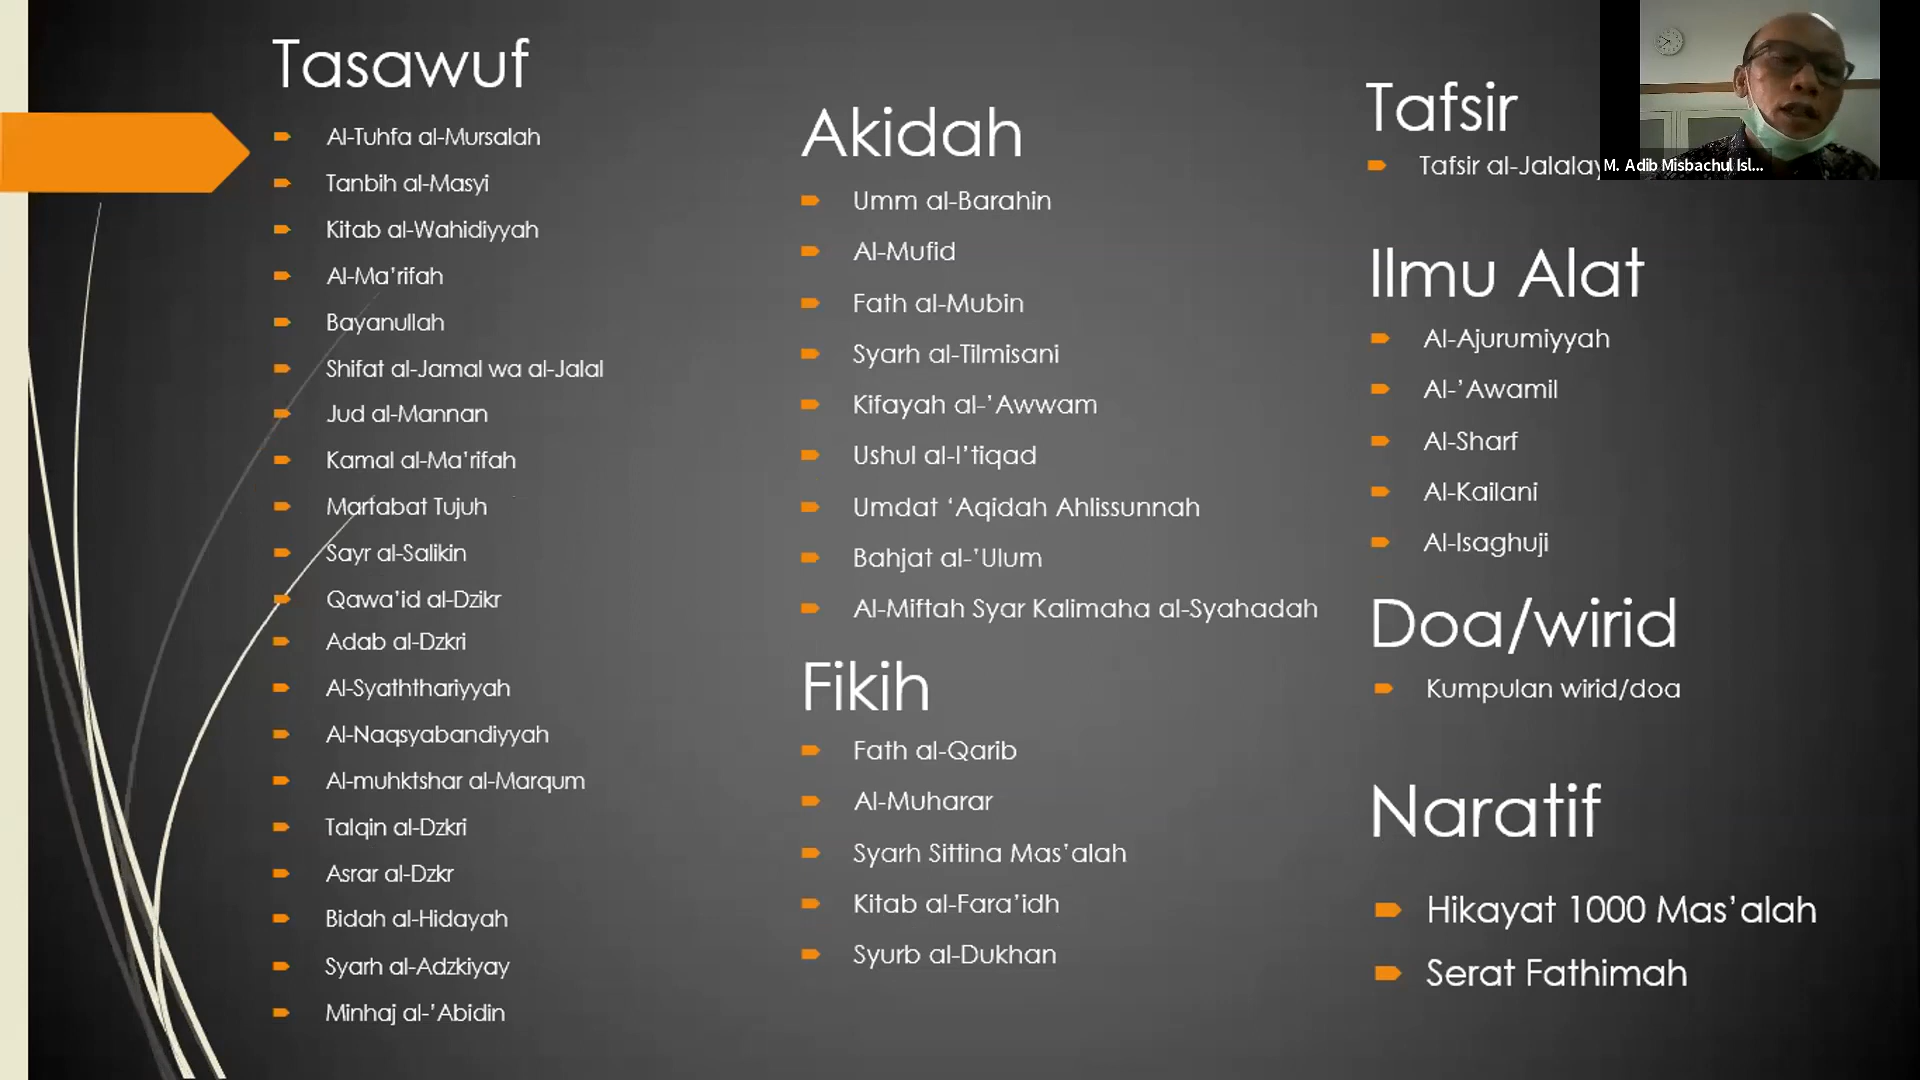 Tasawuf
Al-Tuhfa al-Mursalah
Tanbih al-Masyi
Kitab al-Wahidiyyah
Al-Ma'rifah
Bayanullah
Shifat al-Jamal wa al-Jalal
Jud al-Mannan
Kamal al-Ma'rifah
Marfabat Tujuh
Sayr al-Salikin
Qawa'id al-Dzikr
Adab al-Dzkri
Al-Syaththariyyah
Al-Naqsyabandiyyah
Al-muhktshar al-Marqum
Talqin al-Dzkri
Asrar al-Dzkr
Bidah al-Hidayah
Syarh al-Adzkiyay
Minhaj al-'Abidin
Akidah
Umm al-Barahin
Al-Mufid
Fath al-Mubin
Syarh al-Tilmisani
Kifayah al-'Awwam
Ushul al-I'tiqad
Umdat 'Aqidah Ahlissunnah
Bahjat al-'Ulum
Al-Miftah Syar Kalimaha al-Syahadah
Fikih
Fath al-Qarib
Al-Muharar
Syarh Sittina Mas'alah
Kitab al-Fara'idh
Syurb al-Dukhan
Tafsir
Tafsir al-Jalalay
Ilmu Alat
Al-Ajurumiyyah
Al-'Awamil
Al-Sharf
Al-Kailani
Al-Isaghuji
Doa/wirid
Kumpulan wirid/doa
Naratif
Hikayat 1000 Mas'alah
Serat Fathimah
M. Adib Misbachul Isl...